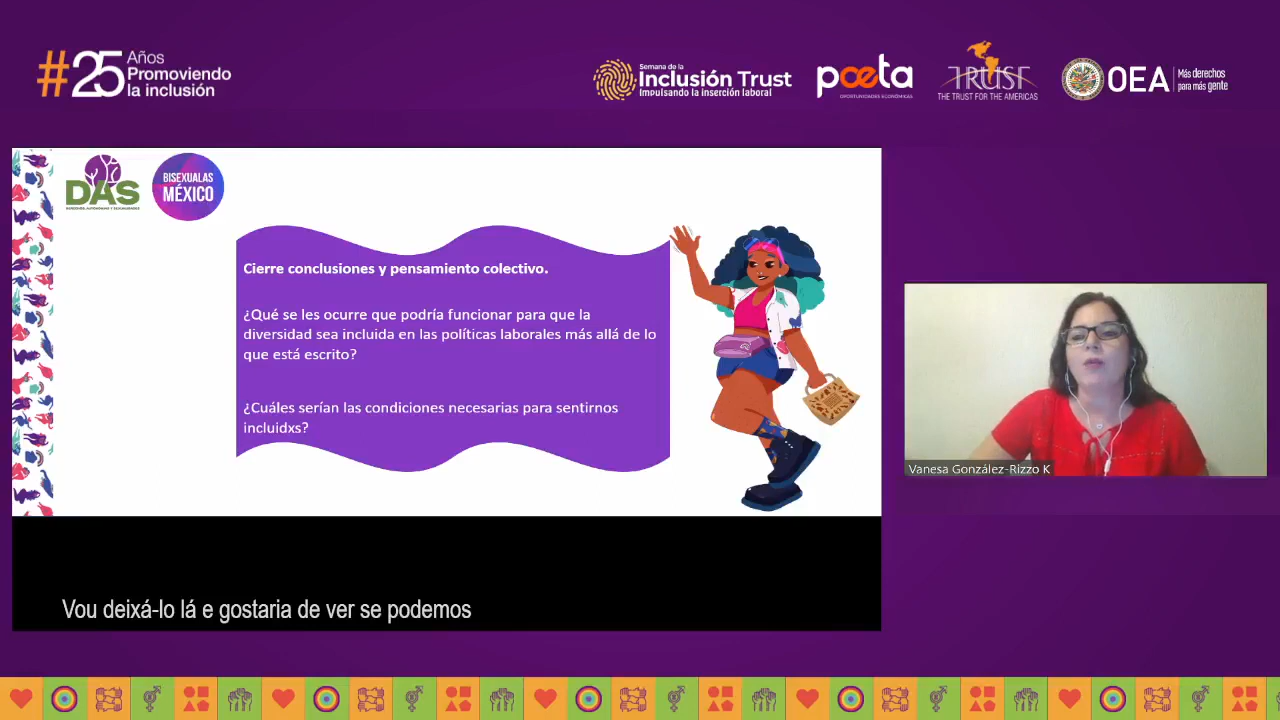 #25
Años
Promoviendo
la inclusión
Semana de la
Inclusión Trust
Impulsando la inserción laboral
poeta
OPORTUNIDADES ECONÓMICAS
TRUST
THE TRUST FOR THE AMERICAS
OEA
Más derechos
para más gente
DAS
BISEXUALAS
MÉXICO
Cierre conclusiones y pensamiento colectivo.
¿Qué se les ocurre que podría funcionar para que la
diversidad sea incluida en las políticas laborales más allá de lo
que está escrito?
¿Cuáles serían las condiciones necesarias para sentirnos
incluidxs?
Vanesa González-Rizzo K
Vou deixá-lo lá e gostaria de ver se podemos